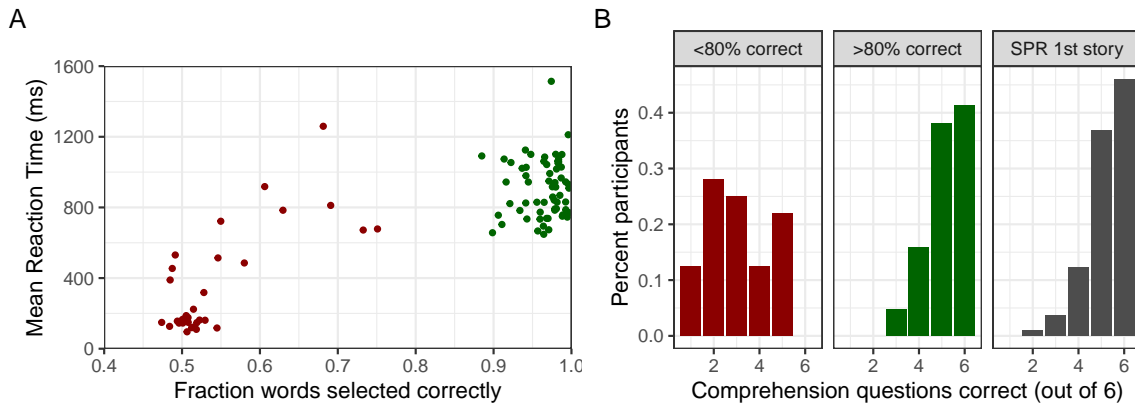 A
Mean Reaction Time (ms)
1600
1200
800
400
0
0.4 0.5 0.6 0.7 0.8 0.9 1.0
Fraction words selected correctly
B
<80% correct >80% correct SPR 1st story
Percent participants
0.4
0.3
0.2
0.1
0.0
2 4 6 2 4 6 2 4 6
Comprehension questions correct (out of 6)